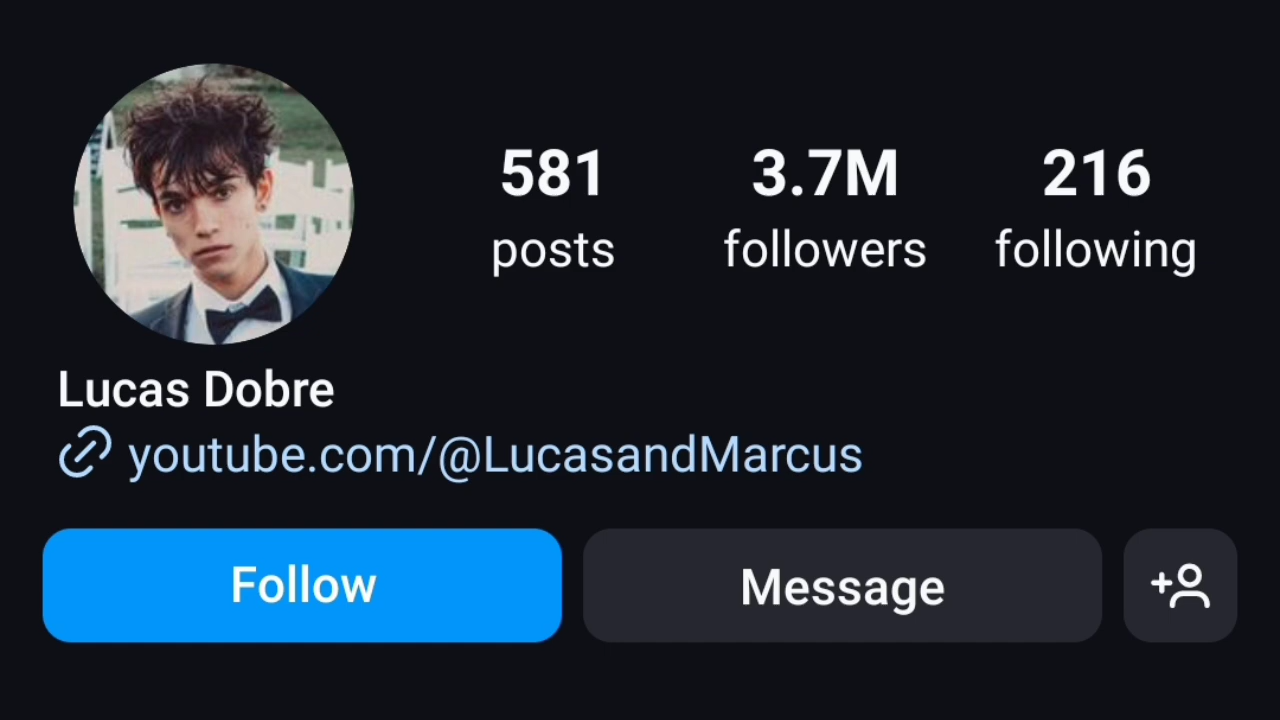 581 3.7M 216
posts followers following
Lucas Dobre
youtube.com/@LucasandMarcus
Follow Message